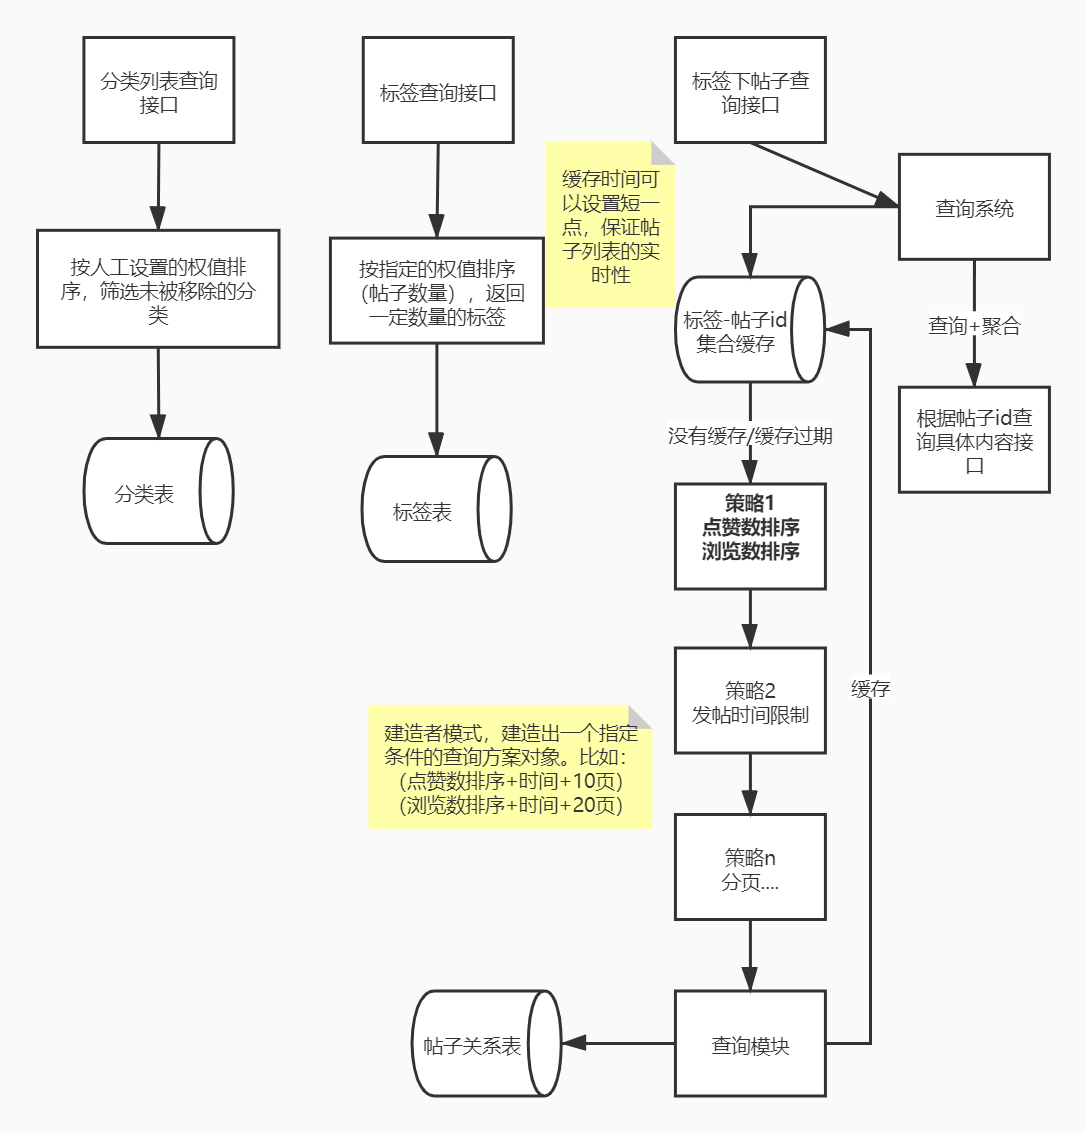 分类列表查询
接口
标签查询接口
标签下帖子查
询接口
缓存时间可
以设置短一
点，保证帖
子列表的实
时性
查询系统
按人工设置的权值排
序，筛选未被移除的分
类
按指定的权值排序
（帖子数量），返回
一定数量的标签
标签-帖子id
集合缓存
查询+聚合
根据帖子id查
询具体内容接
口
没有缓存/缓存过期
分类表
标签表
策略1
点赞数排序
浏览数排序
策略2
发帖时间限制
缓存
建造者模式，建造出一个指定
条件的查询方案对象。比如：
（点赞数排序+时间+10页）
（浏览数排序+时间+20页）
策略n
分页....
帖子关系表
查询模块